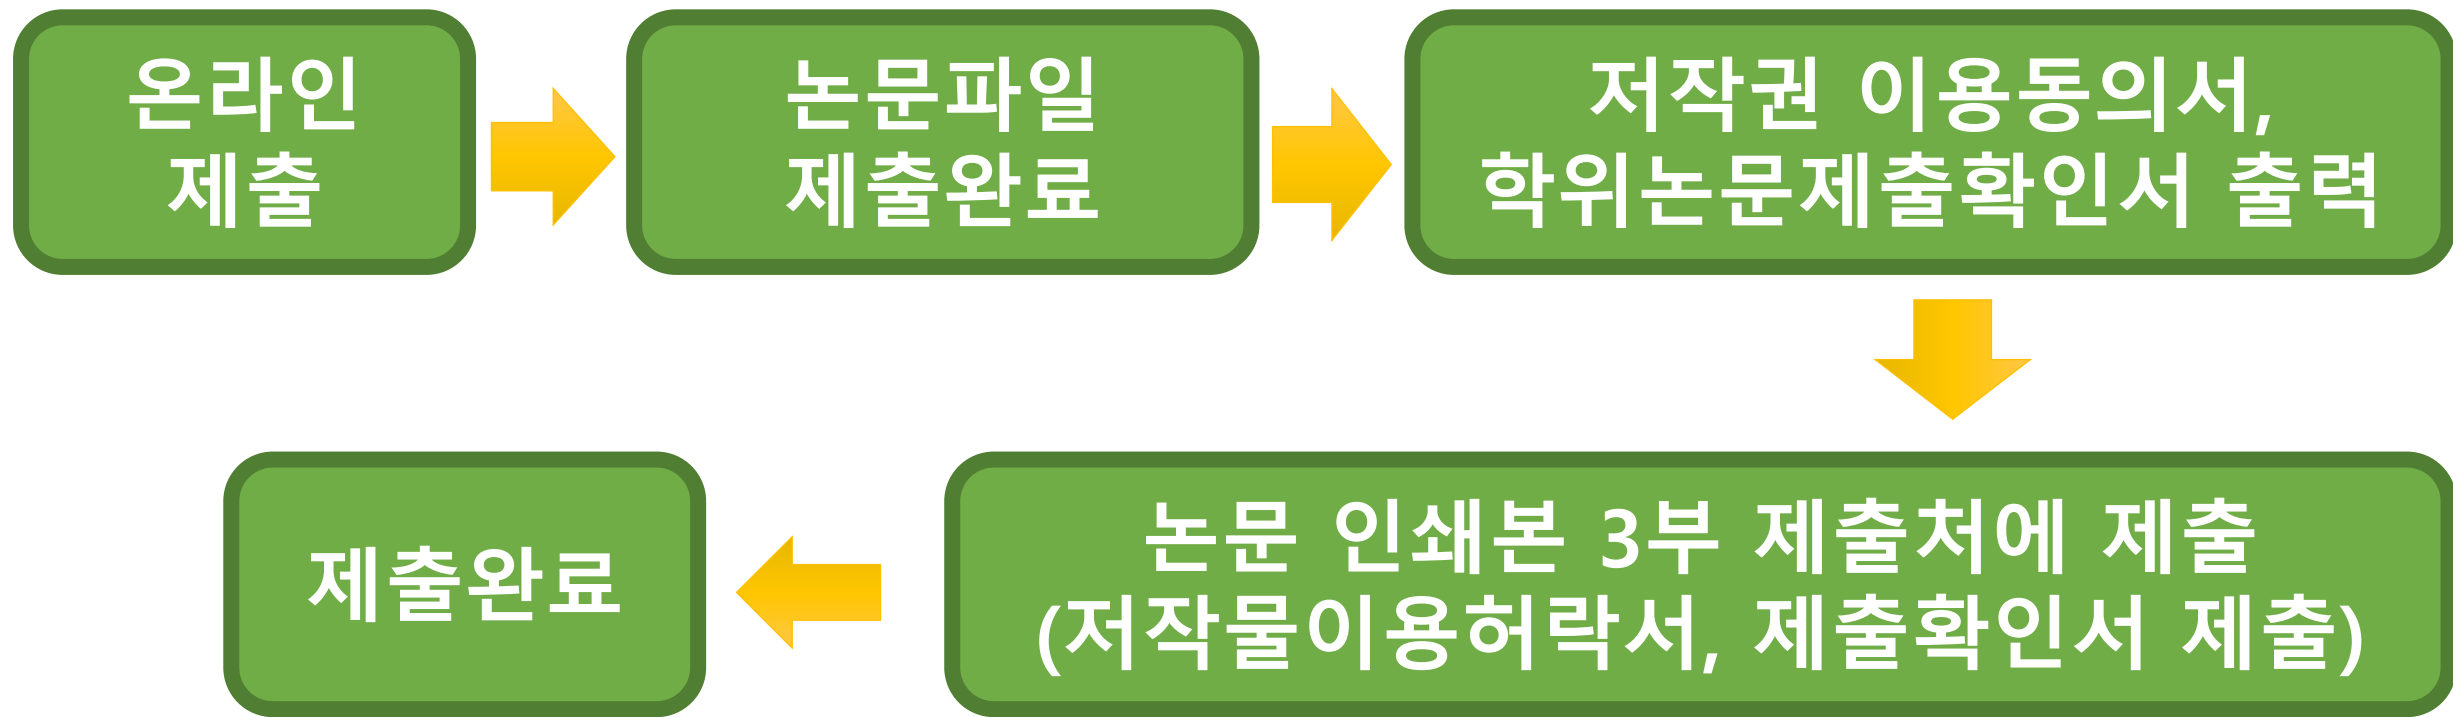 온라인
제출
논문파일
제출완료
저작권 이용동의서,
학위논문제출확인서 출력
논문 인쇄본 3부 제출처에 제출
(저작물이용허락서, 제출확인서 제출)
제출완료